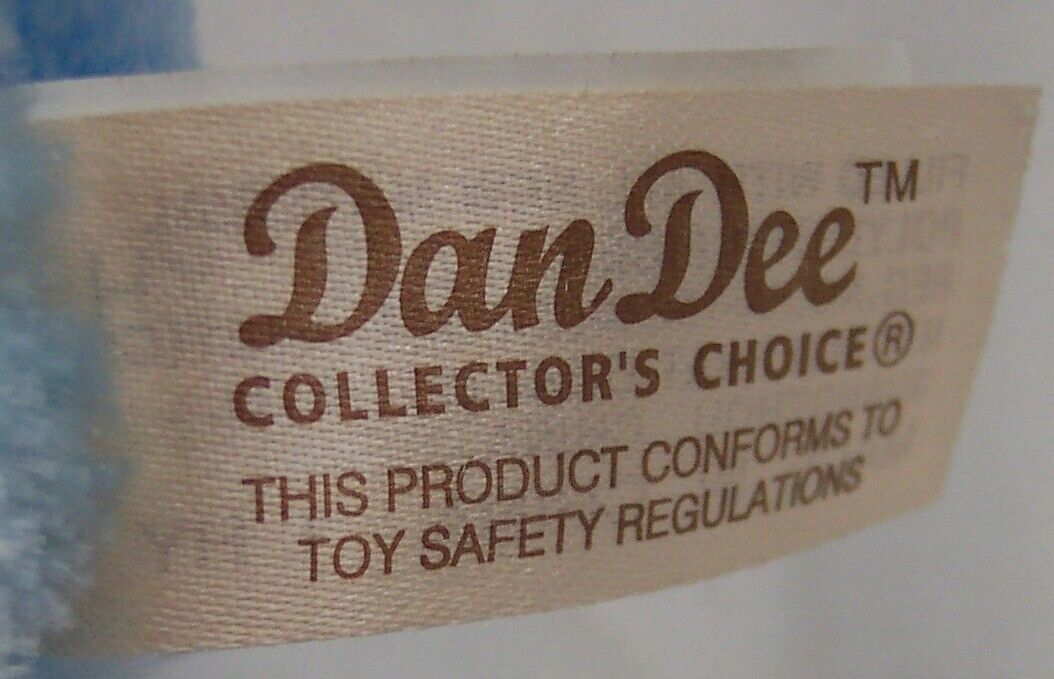 Dan Dee™
COLLECTOR'S CHOICE®
THIS PRODUCT CONFORMS TO
TOY SAFETY REGULATIONS